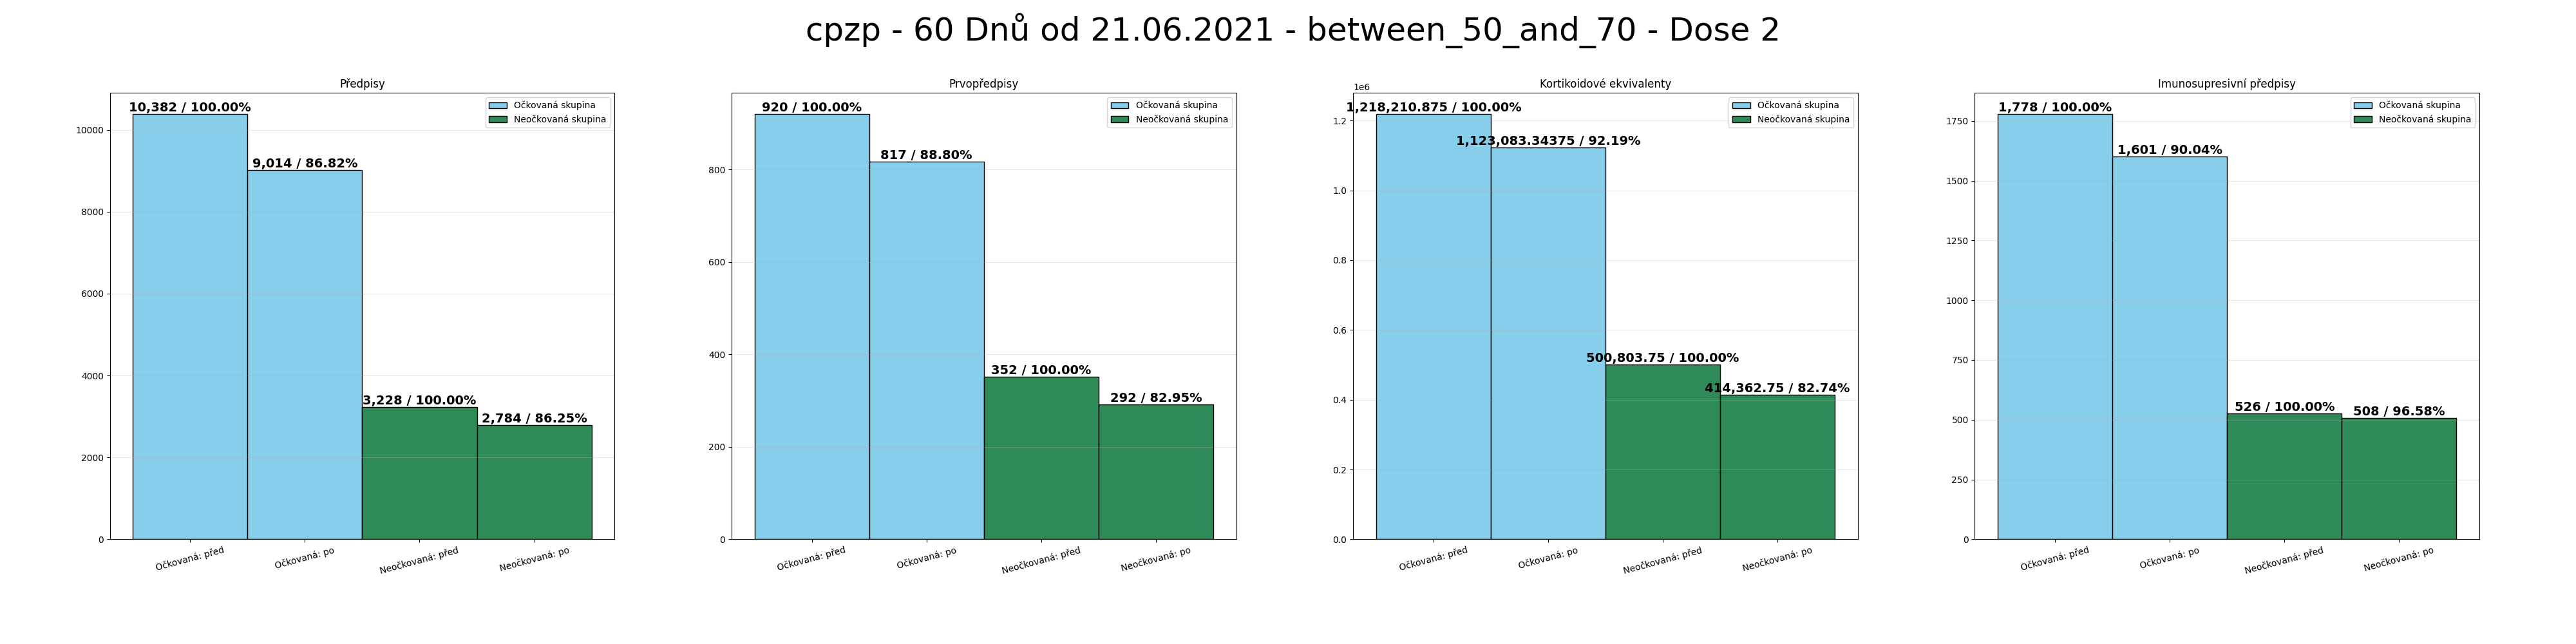 cpzp - 60 Dnů od 21.06.2021 - between_50_and_70 - Dose 2
Předpisy
10,382 / 100.00%
9,014 / 86.82%
3,228 / 100.00%
2,784 / 86.25%
Očkovaná skupina
Neočkovaná skupina
10000
8000
6000
4000
2000
0
Očkovaná: před
Očkovaná: po
Neočkovaná: před
Neočkovaná: po
Prvopředpisy
920 / 100.00%
817 / 88.80%
352 / 100.00%
292 / 82.95%
Očkovaná skupina
Neočkovaná skupina
800
600
400
200
0
Očkovaná: před
Očkovaná: po
Neočkovaná: před
Neočkovaná: po
Kortikoidové ekvivalenty
1e6
1,218,210.875 / 100.00%
1,123,083.34375 / 92.19%
500,803.75 / 100.00%
414,362.75 / 82.74%
Očkovaná skupina
Neočkovaná skupina
1.2
1.0
0.8
0.6
0.4
0.2
0.0
Očkovaná: před
Očkovaná: po
Neočkovaná: před
Neočkovaná: po
Imunosupresivní předpisy
1,778 / 100.00%
1,601 / 90.04%
526 / 100.00%
508 / 96.58%
Očkovaná skupina
Neočkovaná skupina
1750
1500
1250
1000
750
500
250
0
Očkovaná: před
Očkovaná: po
Neočkovaná: před
Neočkovaná: po